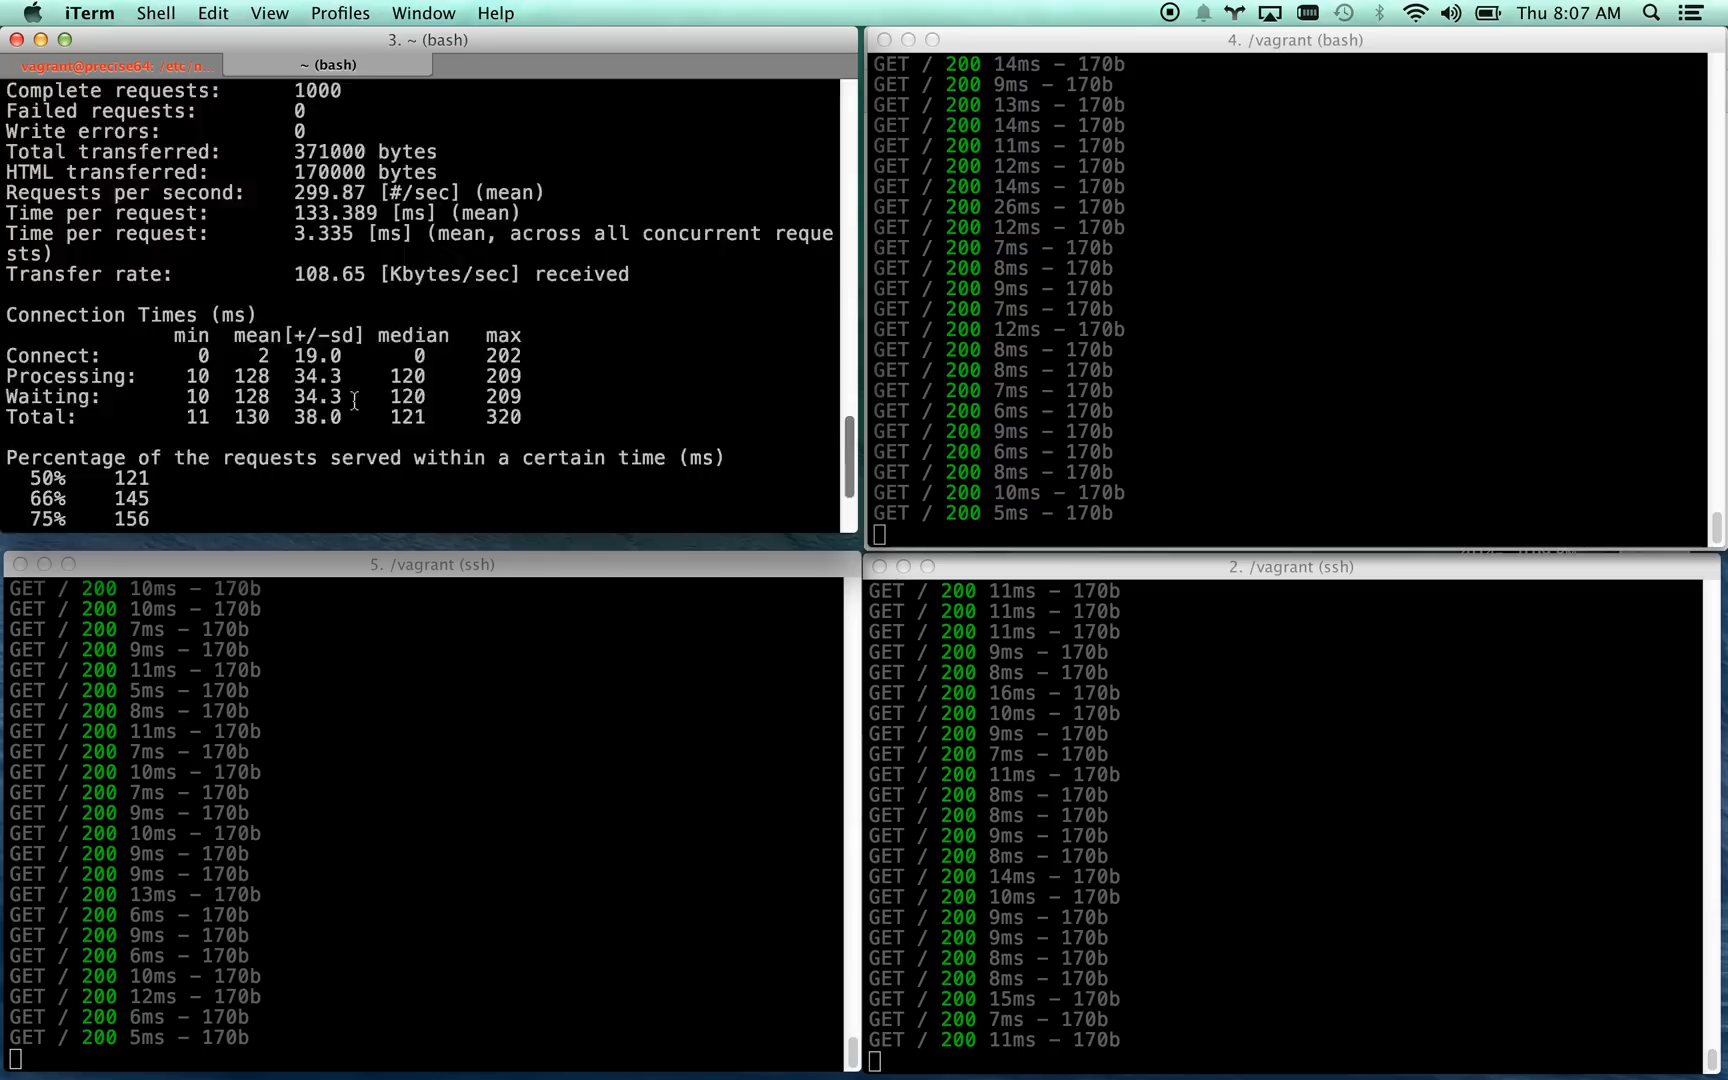 iTerm Shell Edit View Profiles Window Help Thu 8:07 AM
3. ~ (bash)
vagrant@precise64: /etc/n... ~ (bash)
Complete requests: 1000
Failed requests: 0
Write errors: 0
Total transferred: 371000 bytes
HTML transferred: 170000 bytes
Requests per second: 299.87 [#/sec] (mean)
Time per request: 133.389 [ms] (mean)
Time per request: 3.335 [ms] (mean, across all concurrent reque
sts)
Transfer rate: 108.65 [Kbytes/sec] received
Connection Times (ms)
min mean[+/-sd] median max
Connect: 0 2 19.0 0 202
Processing: 10 128 34.3 120 209
Waiting: 10 128 34.3 120 209
Total: 11 130 38.0 121 320
Percentage of the requests served within a certain time (ms)
50% 121
66% 145
75% 156
4. /vagrant (bash)
GET / 200 14ms - 170b
GET / 200 9ms - 170b
GET / 200 13ms - 170b
GET / 200 14ms - 170b
GET / 200 11ms - 170b
GET / 200 12ms - 170b
GET / 200 14ms - 170b
GET / 200 26ms - 170b
GET / 200 12ms - 170b
GET / 200 7ms - 170b
GET / 200 8ms - 170b
GET / 200 9ms - 170b
GET / 200 7ms - 170b
GET / 200 12ms - 170b
GET / 200 8ms - 170b
GET / 200 8ms - 170b
GET / 200 7ms - 170b
GET / 200 6ms - 170b
GET / 200 9ms - 170b
GET / 200 6ms - 170b
GET / 200 8ms - 170b
GET / 200 10ms - 170b
GET / 200 5ms - 170b
5. /vagrant (ssh)
GET / 200 10ms - 170b
GET / 200 10ms - 170b
GET / 200 7ms - 170b
GET / 200 9ms - 170b
GET / 200 11ms - 170b
GET / 200 5ms - 170b
GET / 200 8ms - 170b
GET / 200 11ms - 170b
GET / 200 7ms - 170b
GET / 200 10ms - 170b
GET / 200 7ms - 170b
GET / 200 9ms - 170b
GET / 200 10ms - 170b
GET / 200 9ms - 170b
GET / 200 9ms - 170b
GET / 200 13ms - 170b
GET / 200 6ms - 170b
GET / 200 9ms - 170b
GET / 200 6ms - 170b
GET / 200 10ms - 170b
GET / 200 12ms - 170b
GET / 200 6ms - 170b
GET / 200 5ms - 170b
2. /vagrant (ssh)
GET / 200 11ms - 170b
GET / 200 11ms - 170b
GET / 200 11ms - 170b
GET / 200 9ms - 170b
GET / 200 8ms - 170b
GET / 200 16ms - 170b
GET / 200 10ms - 170b
GET / 200 9ms - 170b
GET / 200 7ms - 170b
GET / 200 11ms - 170b
GET / 200 8ms - 170b
GET / 200 8ms - 170b
GET / 200 9ms - 170b
GET / 200 8ms - 170b
GET / 200 14ms - 170b
GET / 200 10ms - 170b
GET / 200 9ms - 170b
GET / 200 9ms - 170b
GET / 200 8ms - 170b
GET / 200 8ms - 170b
GET / 200 15ms - 170b
GET / 200 7ms - 170b
GET / 200 11ms - 170b